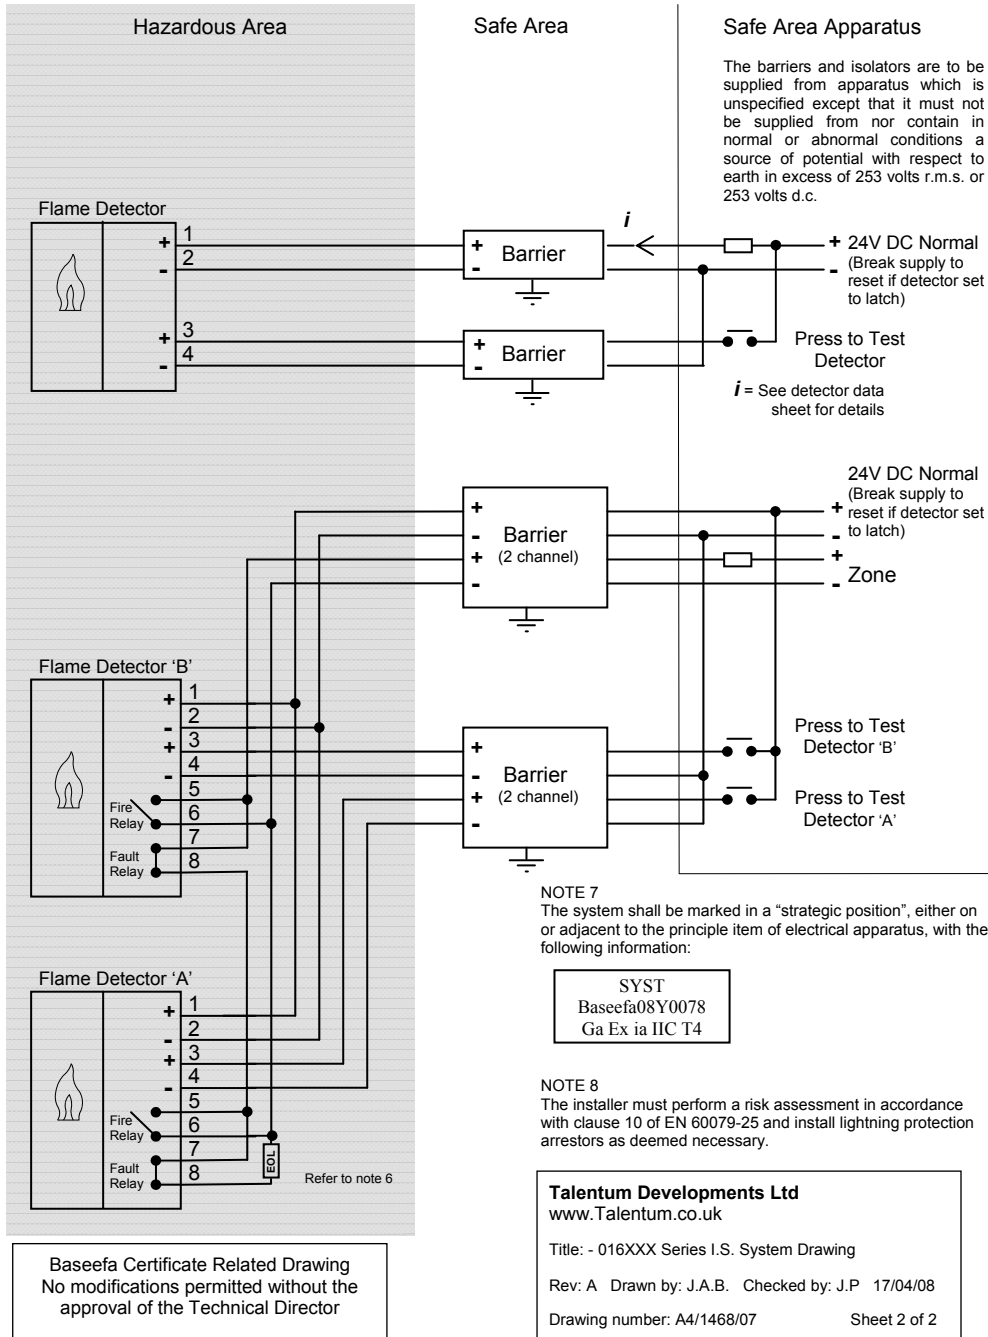 Hazardous Area
Safe Area
Safe Area Apparatus
The barriers and isolators are to be
supplied from apparatus which is
unspecified except that it must not
be supplied from nor contain in
normal or abnormal conditions a
source of potential with respect to
earth in excess of 253 volts r.m.s. or
253 volts d.c.
Flame Detector
+ 1
- 2
+ 3
- 4
+ Barrier
-
i
+ 24V DC Normal
- (Break supply to
reset if detector set
to latch)
+ Barrier
-
Press to Test
Detector
i = See detector data
sheet for details
24V DC Normal
(Break supply to
+ reset if detector set
- to latch)
+
- Zone
+
- Barrier
+ (2 channel)
-
Flame Detector 'B'
+ 1
- 2
+ 3
- 4
5
Fire 6
Relay
7
Fault 8
Relay
+
- Barrier
+ (2 channel)
-
Press to Test
Detector 'B'
Press to Test
Detector 'A'
NOTE 7
The system shall be marked in a “strategic position”, either on
or adjacent to the principle item of electrical apparatus, with the
following information:
SYST
Baseefa08Y0078
Ga Ex ia IIC T4
Flame Detector ‘A’
+ 1
- 2
+ 3
- 4
5
Fire 6
Relay
7
Fault 8
Relay
EOL
Refer to note 6
NOTE 8
The installer must perform a risk assessment in accordance
with clause 10 of EN 60079-25 and install lightning protection
arrestors as deemed necessary.
Baseefa Certificate Related Drawing
No modifications permitted without the
approval of the Technical Director
Talentum Developments Ltd
www.Talentum.co.uk
Title: - 016XXX Series I.S. System Drawing
Rev: A Drawn by: J.A.B. Checked by: J.P 17/04/08
Drawing number: A4/1468/07 Sheet 2 of 2